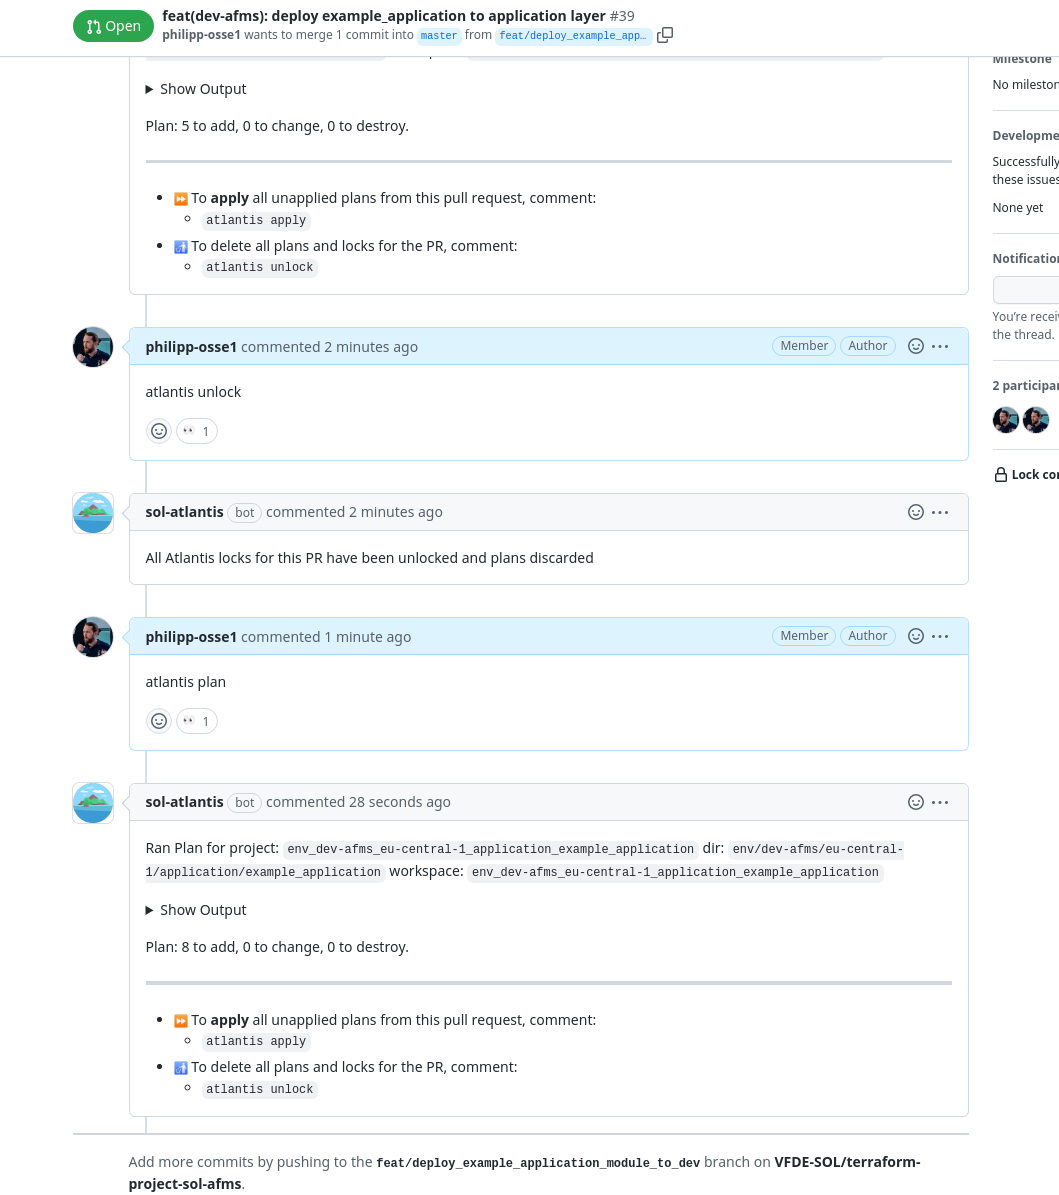 Open
feat(dev-afms): deploy example_application to application layer #39
philipp-osse1 wants to merge 1 commit into master from feat/deploy_example_app…
Show Output
Plan: 5 to add, 0 to change, 0 to destroy.
To apply all unapplied plans from this pull request, comment:
atlantis apply
To delete all plans and locks for the PR, comment:
atlantis unlock
philipp-osse1 commented 2 minutes ago Member Author
atlantis unlock
1
sol-atlantis bot commented 2 minutes ago
All Atlantis locks for this PR have been unlocked and plans discarded
philipp-osse1 commented 1 minute ago Member Author
atlantis plan
1
sol-atlantis bot commented 28 seconds ago
Ran Plan for project: env_dev-afms_eu-central-1_application_example_application dir: env/dev-afms/eu-central-
1/application/example_application workspace: env_dev-afms_eu-central-1_application_example_application
Show Output
Plan: 8 to add, 0 to change, 0 to destroy.
To apply all unapplied plans from this pull request, comment:
atlantis apply
To delete all plans and locks for the PR, comment:
atlantis unlock
Add more commits by pushing to the feat/deploy_example_application_module_to_dev branch on VFDE-SOL/terraform-
project-sol-afms.
Milestone
No mileston
Developme
Successfully
these issues
None yet
Notification
You're recei
the thread.
2 participan
Lock con